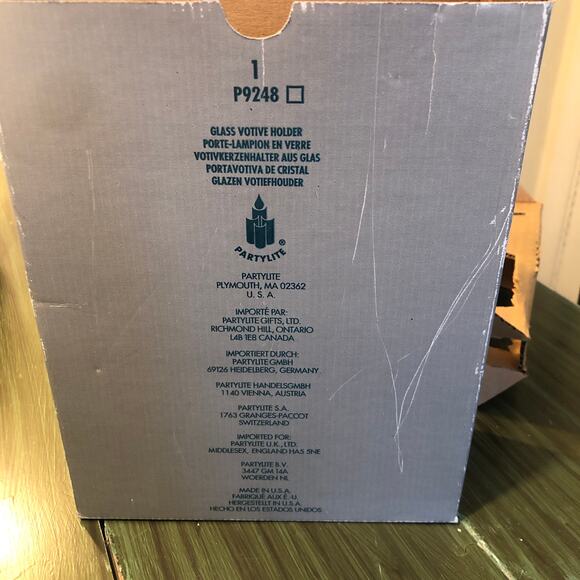 1
P9248
GLASS VOTIVE HOLDER
PORTE-LAMPION EN VERRE
VOTIVKERZENHALTER AUS GLAS
PORTAVOTIVA DE CRISTAL
GLAZEN VOTIEFHOUDER
PARTYLITE®
PARTYLITE
PLYMOUTH, MA 02362
U. S. A.
IMPORTÉ PAR:
PARTYLITE GIFTS, LTD.
RICHMOND HILL, ONTARIO
L4B 1E8 CANADA
IMPORTIERT DURCH:
PARTYLITE GMBH
69126 HEIDELBERG, GERMANY
PARTYLITE HANDELSGMBH
1140 VIENNA, AUSTRIA
PARTYLITE S.A.
1763 GRANGES-PACCOT
SWITZERLAND
IMPORTED FOR:
PARTYLITE U.K., LTD.
MIDDLESEX, ENGLAND HA5 5NE
PARTYLITE B.V.
3447 GM 14A
WOERDEN NL
MADE IN U.S.A.
FABRIQUÉ AUX É.-U.
HERGESTELLT IN U.S.A.
HECHO EN LOS ESTADOS UNIDOS